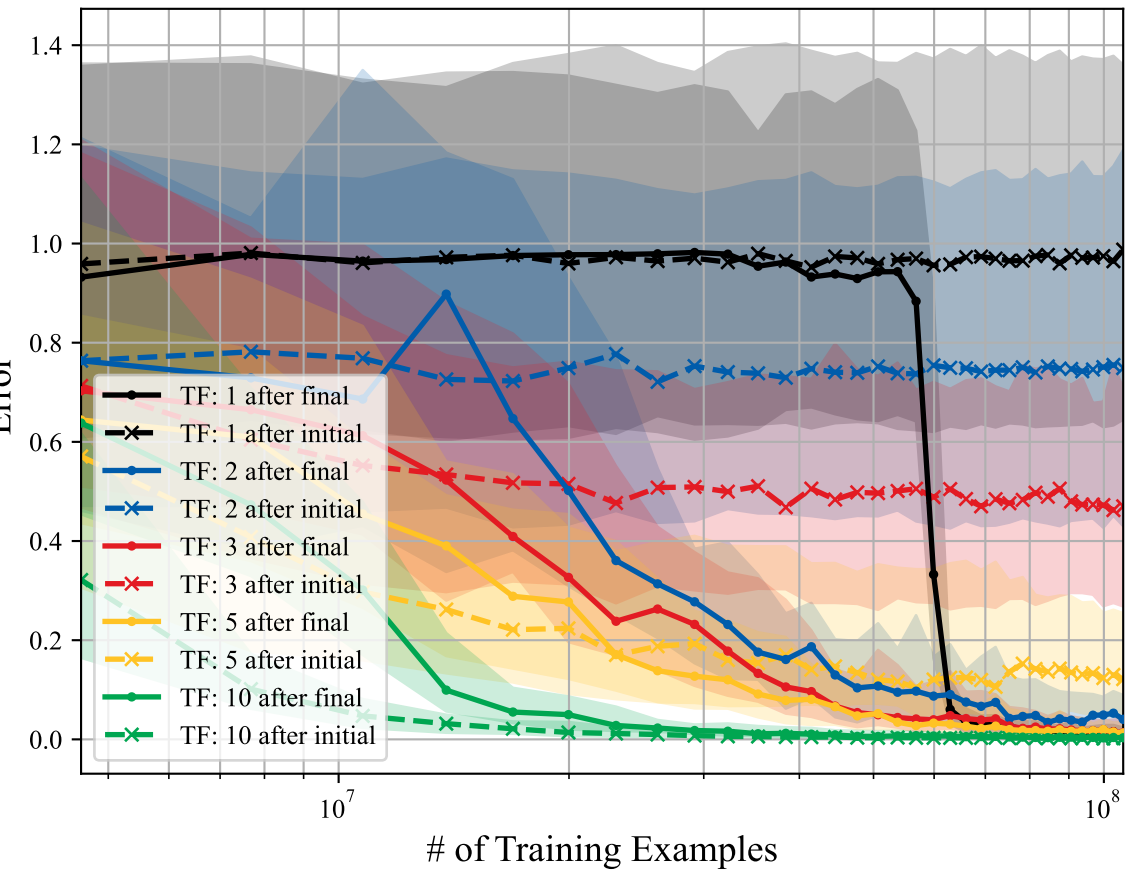 1.4
1.2
1.0
0.8
0.6
0.4
0.2
0.0
TF: 1 after final
TF: 1 after initial
TF: 2 after final
TF: 2 after initial
TF: 3 after final
TF: 3 after initial
TF: 5 after final
TF: 5 after initial
TF: 10 after final
TF: 10 after initial
10⁷
10⁸
# of Training Examples